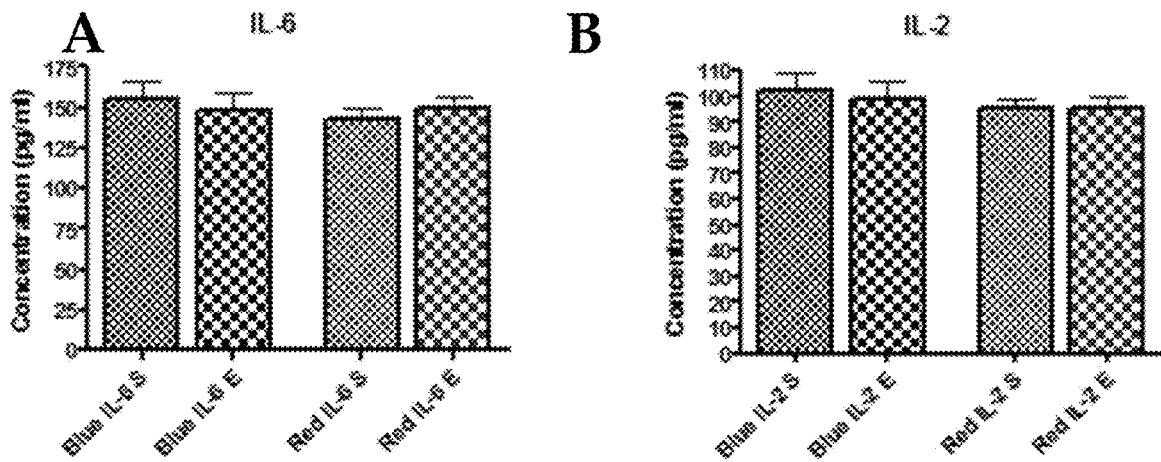 A
IL-6
Concentration (pg/ml)
175
150
125
100
75
50
25
0
Blue IL-6 S
Blue IL-6 E
Red IL-6 S
Red IL-6 E
B
IL-2
Concentration (pg/ml)
110
100
90
80
70
60
50
40
30
20
10
0
Blue IL-2 S
Blue IL-2 E
Red IL-2 S
Red IL-2 E